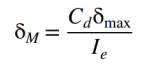 δ_M = C_d δ_max / I_e